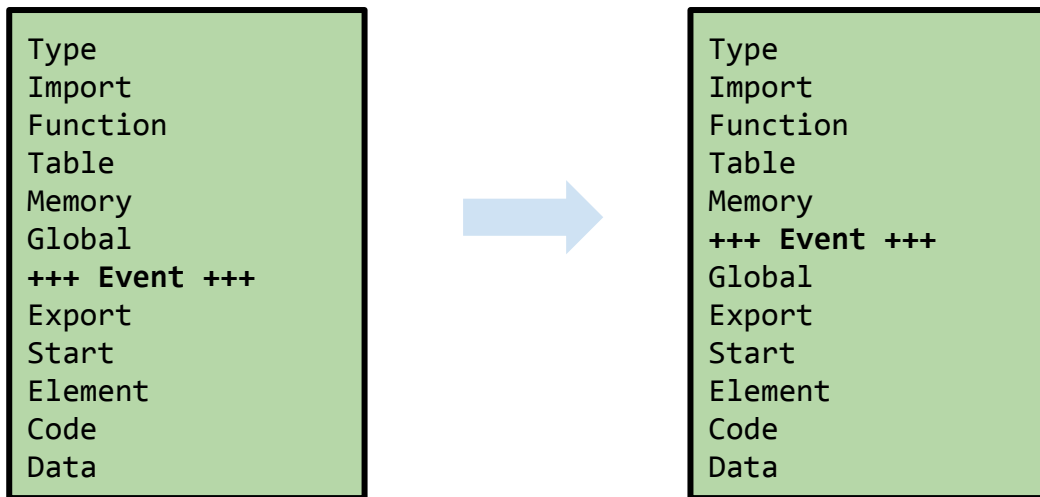 Type
Import
Function
Table
Memory
Global
+++ Event +++
Export
Start
Element
Code
Data
Type
Import
Function
Table
Memory
+++ Event +++
Global
Export
Start
Element
Code
Data